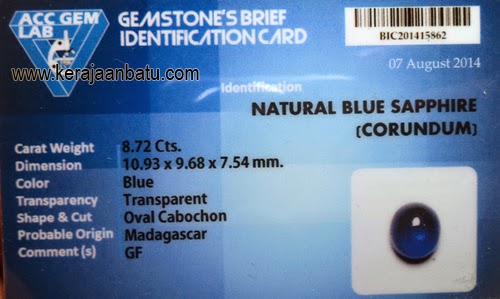 ACC GEM
LAB
GEMSTONE'S BRIEF
IDENTIFICATION CARD
BIC201415862
www.kerajaanbatu.com
07 August 2014
Identification
NATURAL BLUE SAPPHIRE
(CORUNDUM)
Carat Weight 8.72 Cts.
Dimension 10.93 x 9.68 x 7.54 mm.
Color Blue
Transparency Transparent
Shape & Cut Oval Cabochon
Probable Origin Madagascar
Comment (s) GF